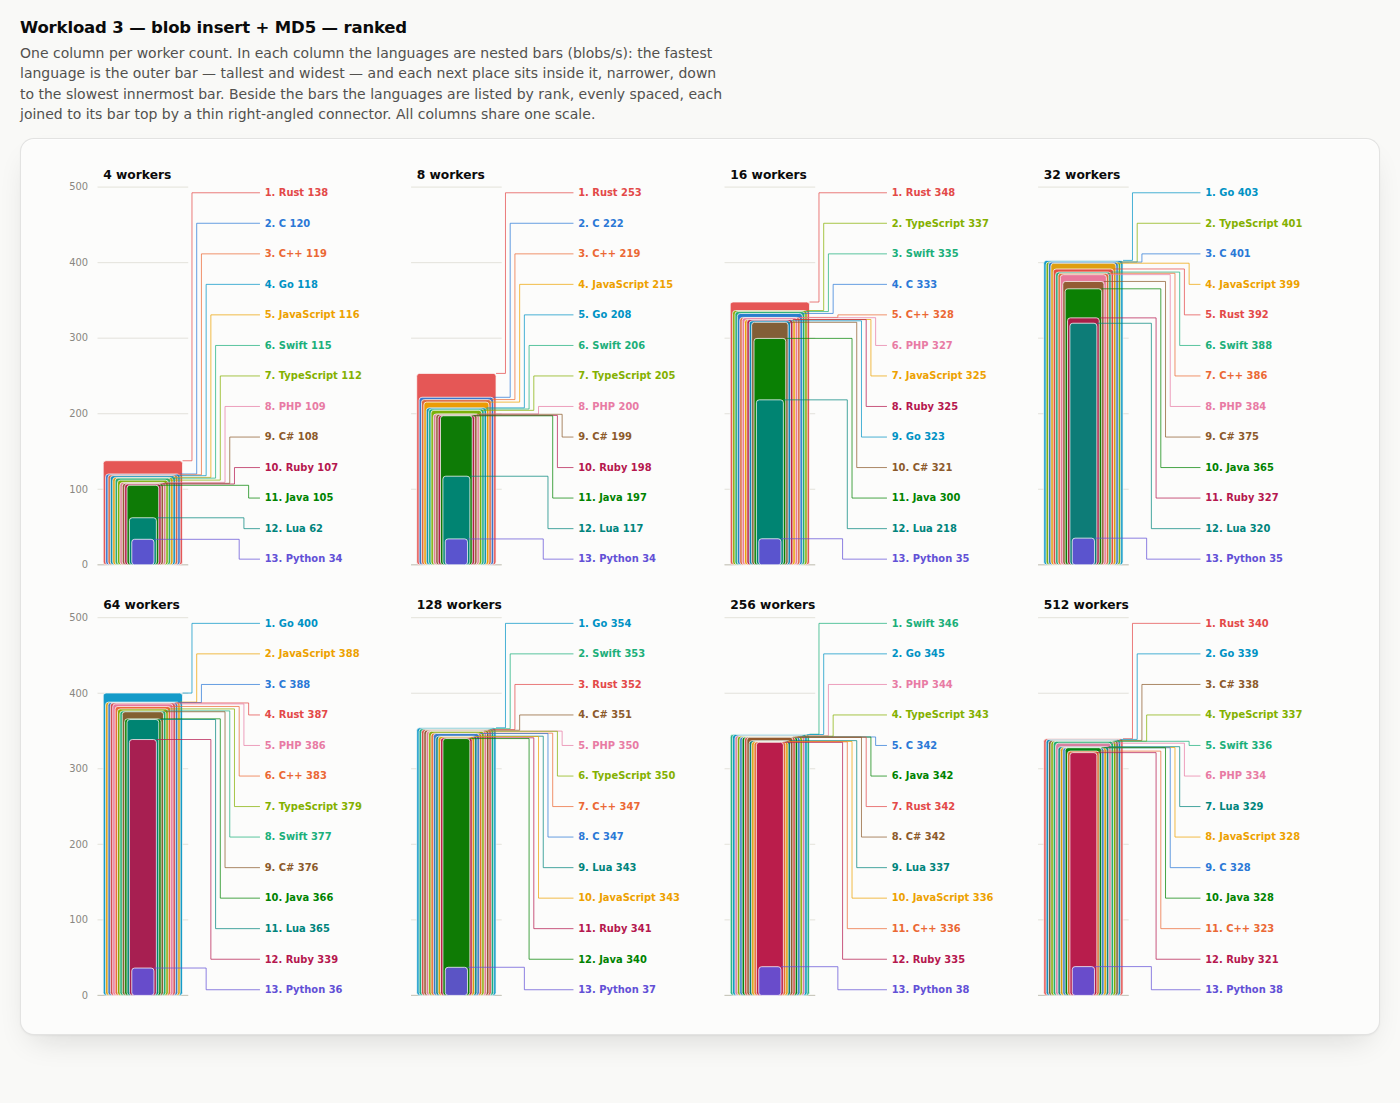 Workload 3 — blob insert + MD5 — ranked
One column per worker count. In each column the languages are nested bars (blobs/s): the fastest
language is the outer bar — tallest and widest — and each next place sits inside it, narrower, down
to the slowest innermost bar. Beside the bars the languages are listed by rank, evenly spaced, each
joined to its bar top by a thin right-angled connector. All columns share one scale.
4 workers
500
400
300
200
100
0
1. Rust 138
2. C 120
3. C++ 119
4. Go 118
5. JavaScript 116
6. Swift 115
7. TypeScript 112
8. PHP 109
9. C# 108
10. Ruby 107
11. Java 105
12. Lua 62
13. Python 34
8 workers
1. Rust 253
2. C 222
3. C++ 219
4. JavaScript 215
5. Go 208
6. Swift 206
7. TypeScript 205
8. PHP 200
9. C# 199
10. Ruby 198
11. Java 197
12. Lua 117
13. Python 34
16 workers
1. Rust 348
2. TypeScript 337
3. Swift 335
4. C 333
5. C++ 328
6. PHP 327
7. JavaScript 325
8. Ruby 325
9. Go 323
10. C# 321
11. Java 300
12. Lua 218
13. Python 35
32 workers
1. Go 403
2. TypeScript 401
3. C 401
4. JavaScript 399
5. Rust 392
6. Swift 388
7. C++ 386
8. PHP 384
9. C# 375
10. Java 365
11. Ruby 327
12. Lua 320
13. Python 35
64 workers
500
400
300
200
100
0
1. Go 400
2. JavaScript 388
3. C 388
4. Rust 387
5. PHP 386
6. C++ 383
7. TypeScript 379
8. Swift 377
9. C# 376
10. Java 366
11. Lua 365
12. Ruby 339
13. Python 36
128 workers
1. Go 354
2. Swift 353
3. Rust 352
4. C# 351
5. PHP 350
6. TypeScript 350
7. C++ 347
8. C 347
9. Lua 343
10. JavaScript 343
11. Ruby 341
12. Java 340
13. Python 37
256 workers
1. Swift 346
2. Go 345
3. PHP 344
4. TypeScript 343
5. C 342
6. Java 342
7. Rust 342
8. C# 342
9. Lua 337
10. JavaScript 336
11. C++ 336
12. Ruby 335
13. Python 38
512 workers
1. Rust 340
2. Go 339
3. C# 338
4. TypeScript 337
5. Swift 336
6. PHP 334
7. Lua 329
8. JavaScript 328
9. C 328
10. Java 328
11. C++ 323
12. Ruby 321
13. Python 38